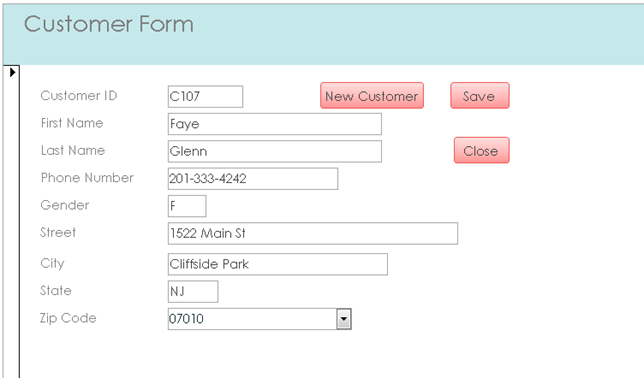 Customer Form
Customer ID C107 New Customer Save
First Name Faye
Last Name Glenn Close
Phone Number 201-333-4242
Gender F
Street 1522 Main St
City Cliffside Park
State NJ
Zip Code 07010